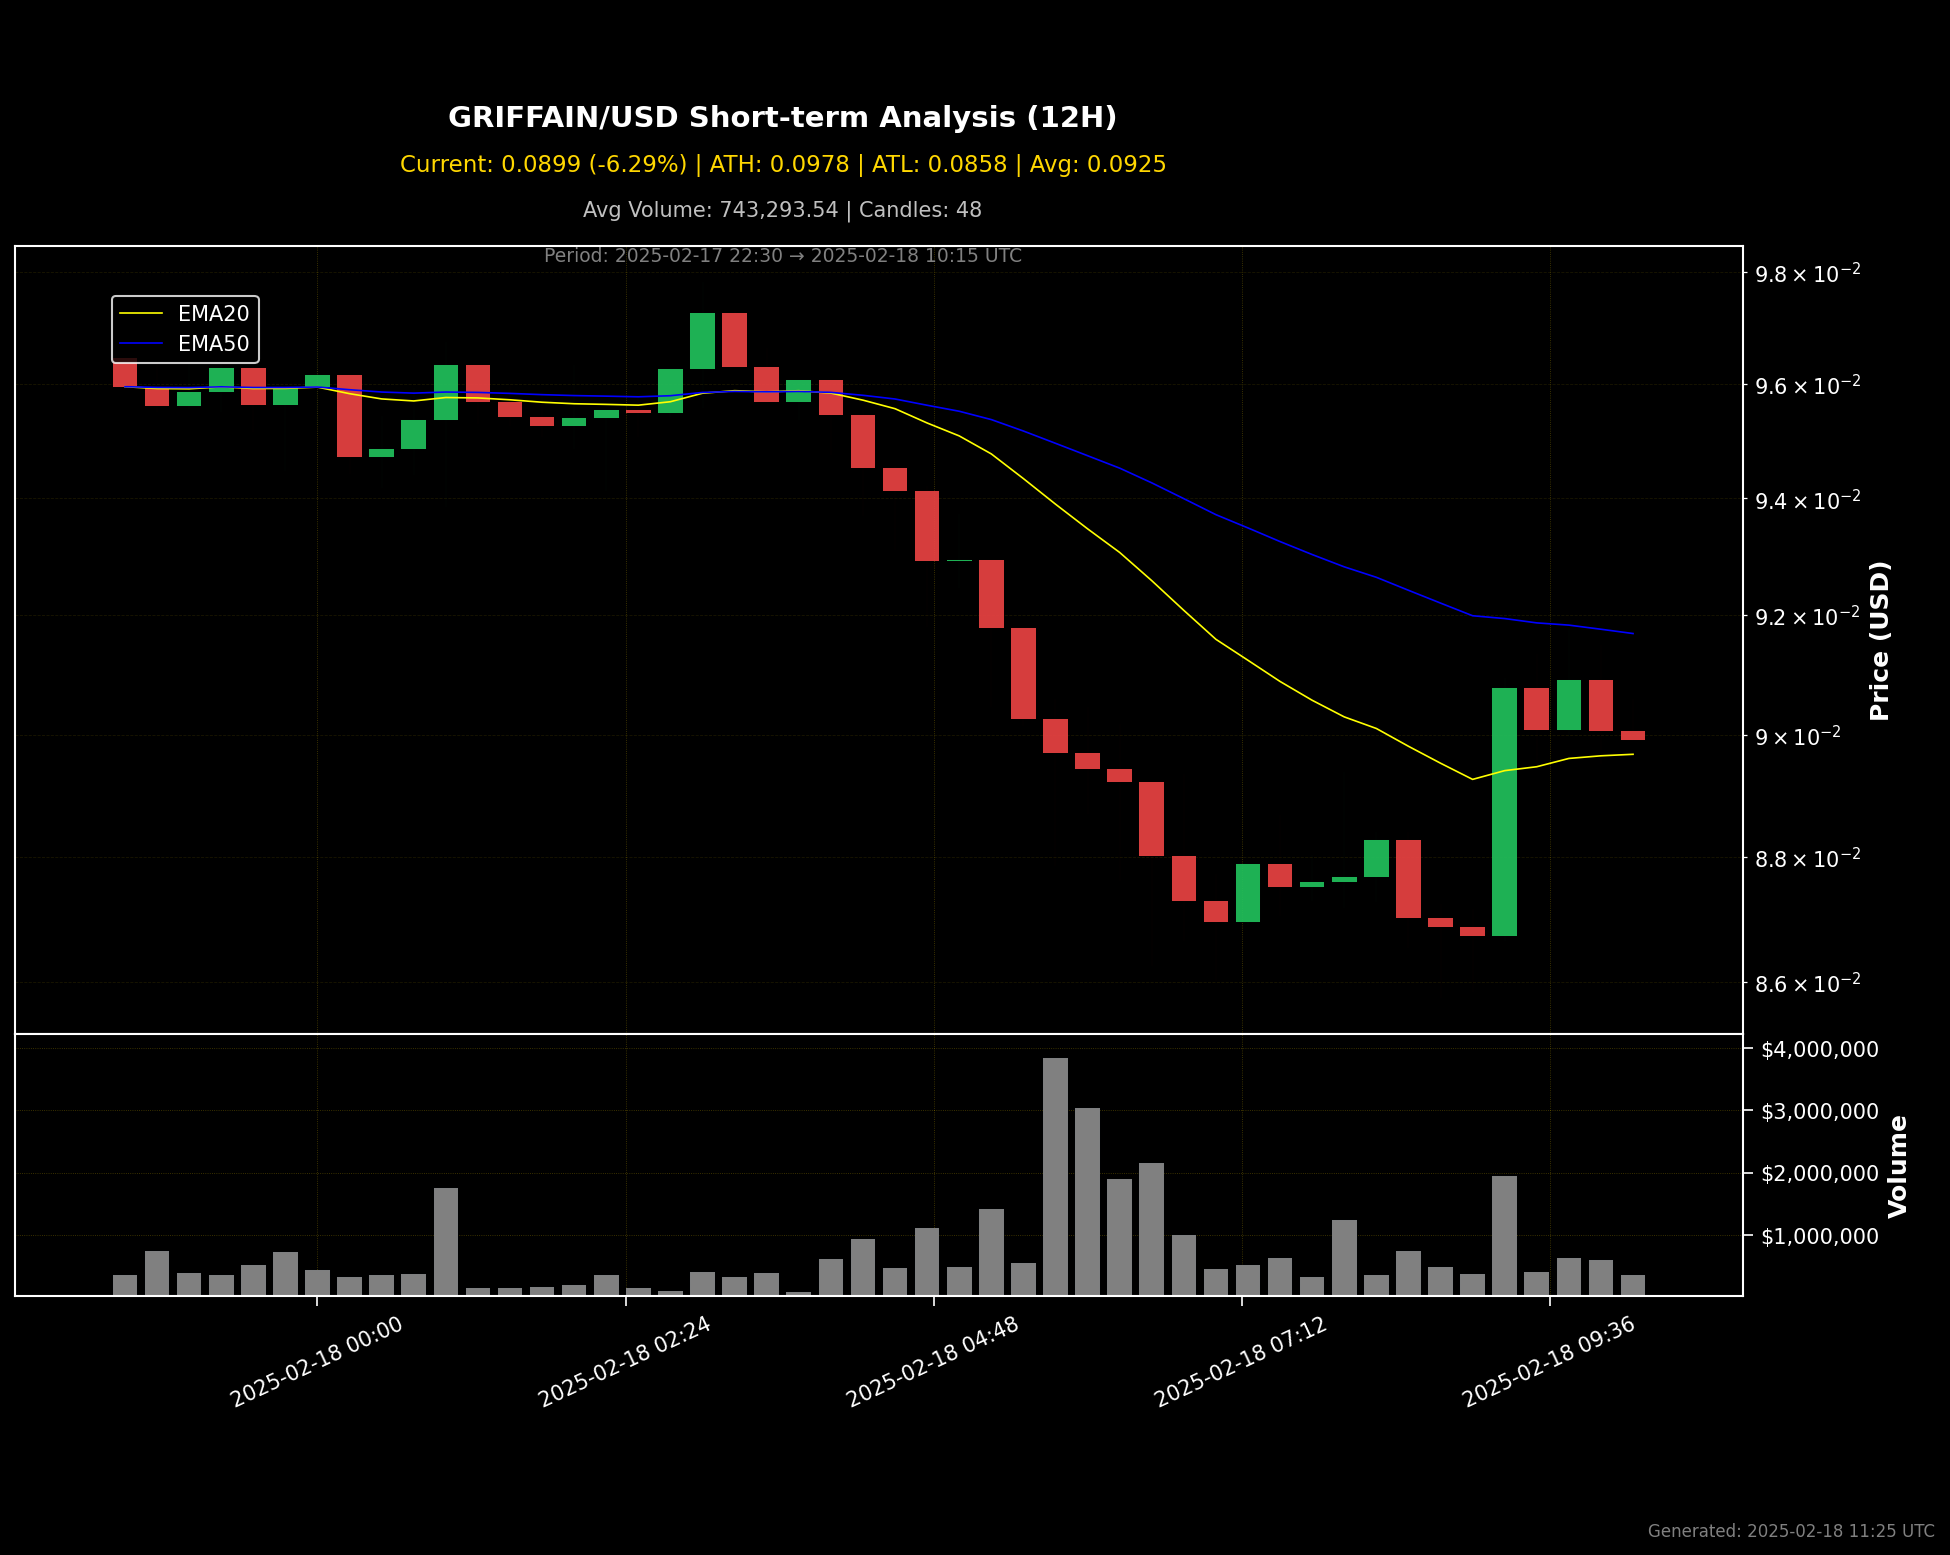 GRIFFAIN/USD Short-term Analysis (12H)
Current: 0.0899 (-6.29%) | ATH: 0.0978 | ATL: 0.0858 | Avg: 0.0925
Avg Volume: 743,293.54 | Candles: 48
Period: 2025-02-17 22:30 → 2025-02-18 10:15 UTC
EMA20
EMA50
9.8 × 10⁻²
9.6 × 10⁻²
9.4 × 10⁻²
9.2 × 10⁻²
9 × 10⁻²
8.8 × 10⁻²
8.6 × 10⁻²
Price (USD)
$4,000,000
$3,000,000
$2,000,000
$1,000,000
Volume
2025-02-18 00:00
2025-02-18 02:24
2025-02-18 04:48
2025-02-18 07:12
2025-02-18 09:36
Generated: 2025-02-18 11:25 UTC